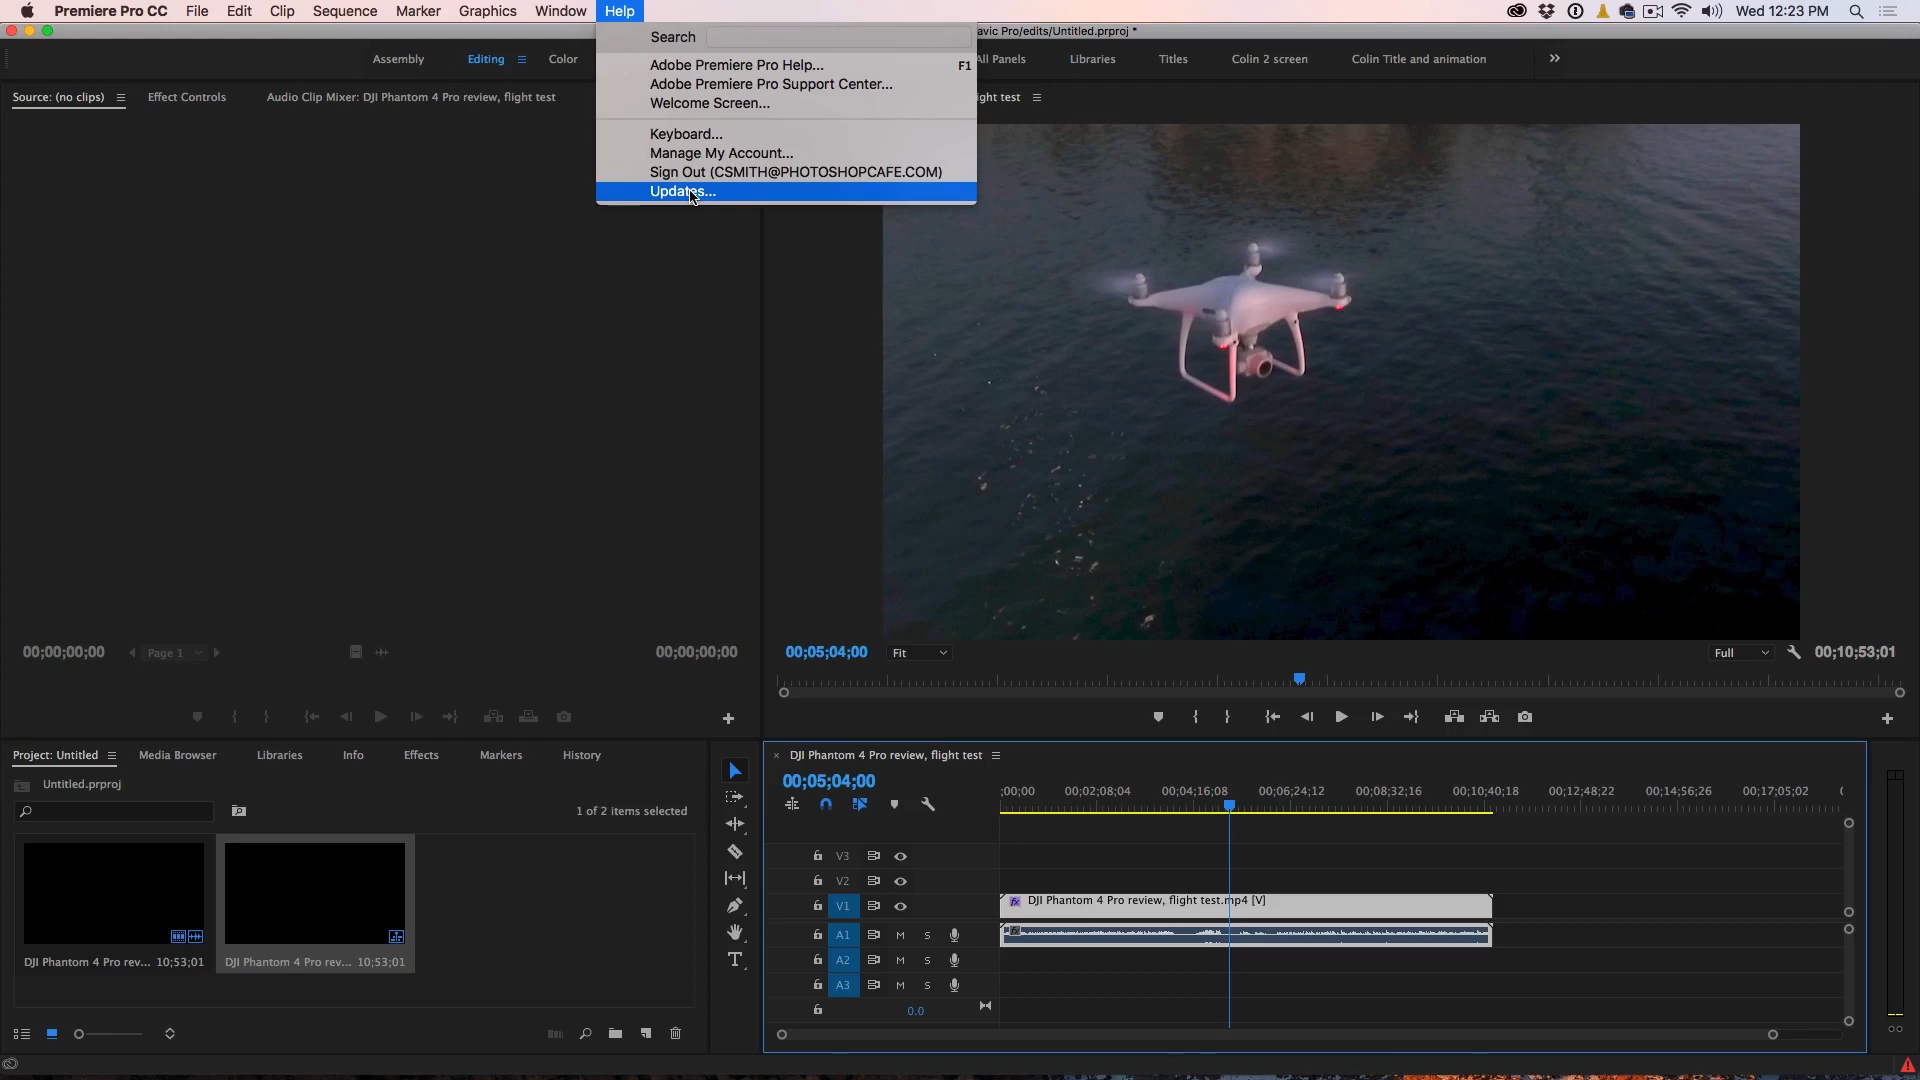 Premiere Pro CC File Edit Clip Sequence Marker Graphics Window Help Wed 12:23 PM
avic Pro/edits/Untitled.prproj *
Search
Adobe Premiere Pro Help... F1
Adobe Premiere Pro Support Center...
Welcome Screen...
Keyboard...
Manage My Account...
Sign Out (CSMITH@PHOTOSHOPCAFE.COM)
Updates...
Assembly Editing Color All Panels Libraries Titles Colin 2 screen Colin Title and animation
Source: (no clips) Effect Controls Audio Clip Mixer: DJI Phantom 4 Pro review, flight test
ght test
00;00;00;00 Page 1 00;00;00;00
00;05;04;00 Fit Full 00;10;53;01
Project: Untitled Media Browser Libraries Info Effects Markers History
Untitled.prproj
1 of 2 items selected
DJI Phantom 4 Pro rev... 10;53;01
DJI Phantom 4 Pro rev... 10;53;01
× DJI Phantom 4 Pro review, flight test
00;05;04;00
;00;00 00;02;08;04 00;04;16;08 00;06;24;12 00;08;32;16 00;10;40;18 00;12;48;22 00;14;56;26 00;17;05;02
V3
V2
V1 fx DJI Phantom 4 Pro review, flight test.mp4 [V]
A1 M S fx
A2 M S
A3 M S
0.0